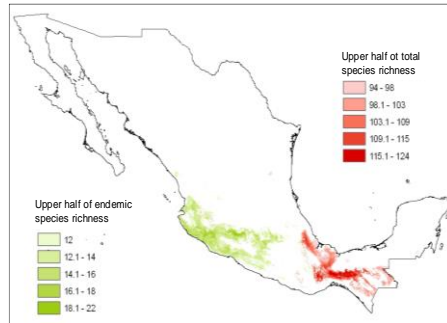 Upper half ot total
species richness
94 - 98
98.1 - 103
103.1 - 109
109.1 - 115
115.1 - 124
Upper half of endemic
species richness
12
12.1 - 14
14.1 - 16
16.1 - 18
18.1 - 22